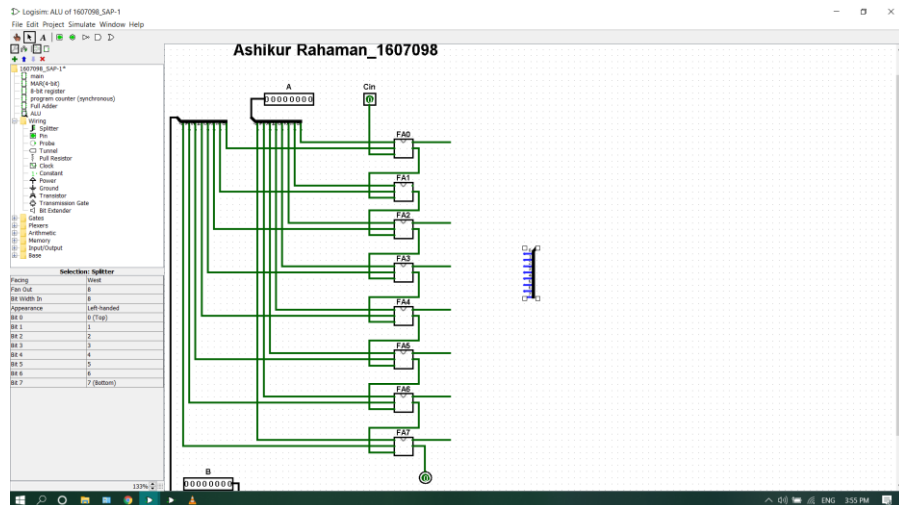 Logisim: ALU of 1607098_SAP-1
File Edit Project Simulate Window Help
1607098_SAP-1*
main
MAR(4-bit)
8-bit register
program counter (synchronous)
Full Adder
ALU
Wiring
Splitter
Pin
Probe
Tunnel
Pull Resistor
Clock
Constant
Power
Ground
Transistor
Transmission Gate
Bit Extender
Gates
Plexers
Arithmetic
Memory
Input/Output
Base
Selection: Splitter
Facing West
Fan Out 8
Bit Width In 8
Appearance Left-handed
Bit 0 0 (Top)
Bit 1 1
Bit 2 2
Bit 3 3
Bit 4 4
Bit 5 5
Bit 6 6
Bit 7 7 (Bottom)
133%
Ashikur Rahaman_1607098
A
Cin
00000000
0
FA0
FA1
FA2
FA3
FA4
FA5
FA6
FA7
B
00000000
0
ENG 3:55 PM